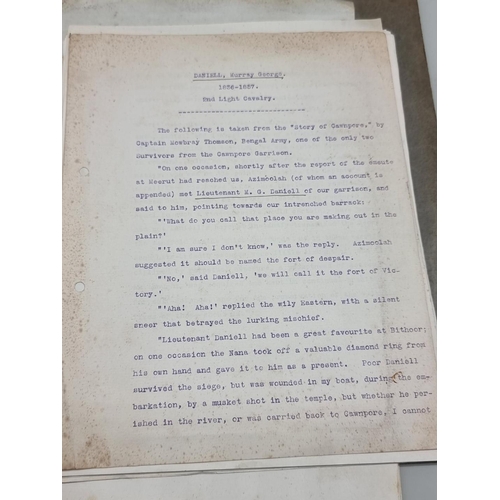 DANIELL, Murray George.
1836-1857.
2nd Light Cavalry.
The following is taken from the "Story of Cawnpore," by
Captain Mowbray Thomson, Bengal Army, one of the only two
Survivors from the Cawnpore Garrison.
"On one occasion, shortly after the report of the emeute
at Meerut had reached us, Azimoolah (of whom an account is
appended) met Lieutenant M. G. Daniell of our garrison, and
said to him, pointing towards our intrenched barrack:
"'What do you call that place you are making out in the
plain?'
"'I am sure I don't know,' was the reply. Azimoolah
suggested it should be named the fort of despair.
"'No,' said Daniell, 'we will call it the fort of Vic-
tory.'
"'Aha! Aha!' replied the wily Eastern, with a silent
sneer that betrayed the lurking mischief.
"Lieutenant Daniell had been a great favourite at Bithoor;
on one occasion the Nana took off a valuable diamond ring from
his own hand and gave it to him as a present. Poor Daniell
survived the siege, but was wounded in my boat, during the em-
barkation, by a musket shot in the temple, but whether he per-
ished in the river, or was carried back to Cawnpore, I cannot